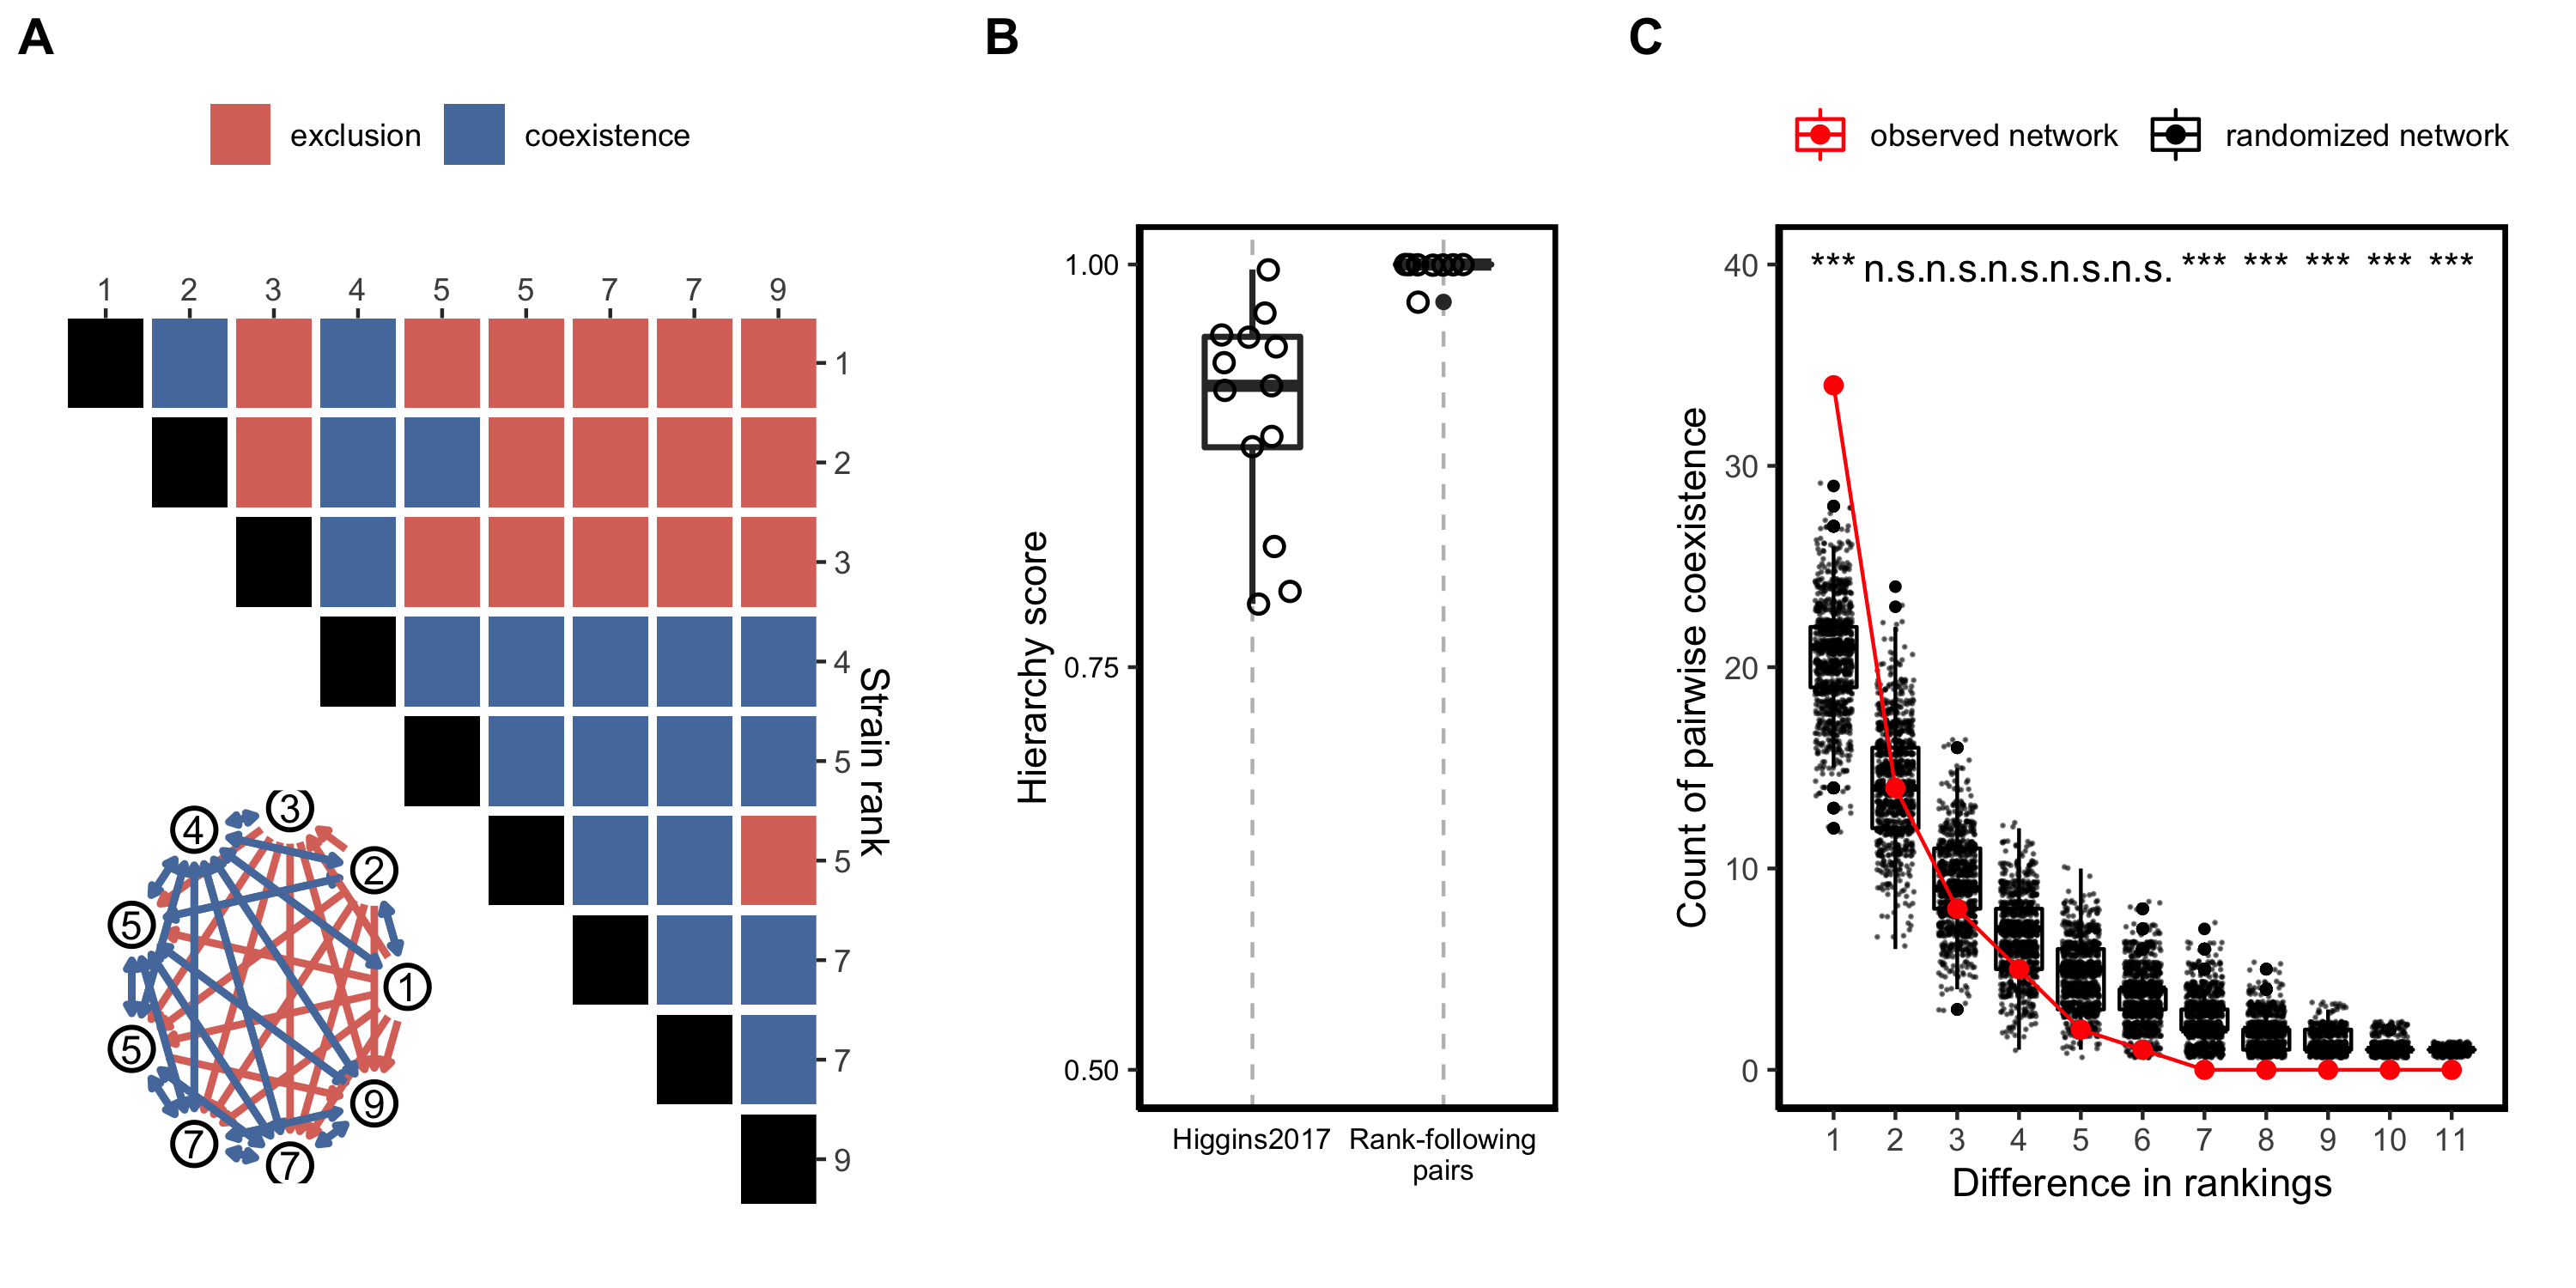 A
exclusion
coexistence
1 2 3 4 5 5 7 7 9
1
2
3
4
5
5
7
7
9
Strain rank
3
4
2
5
1
5
9
7
7
B
Hierarchy score
1.00
0.75
0.50
Higgins2017
Rank-following
pairs
C
observed network
randomized network
Count of pairwise coexistence
40
30
20
10
0
*** n.s. n.s. n.s. n.s. n.s. *** *** *** *** ***
1 2 3 4 5 6 7 8 9 10 11
Difference in rankings